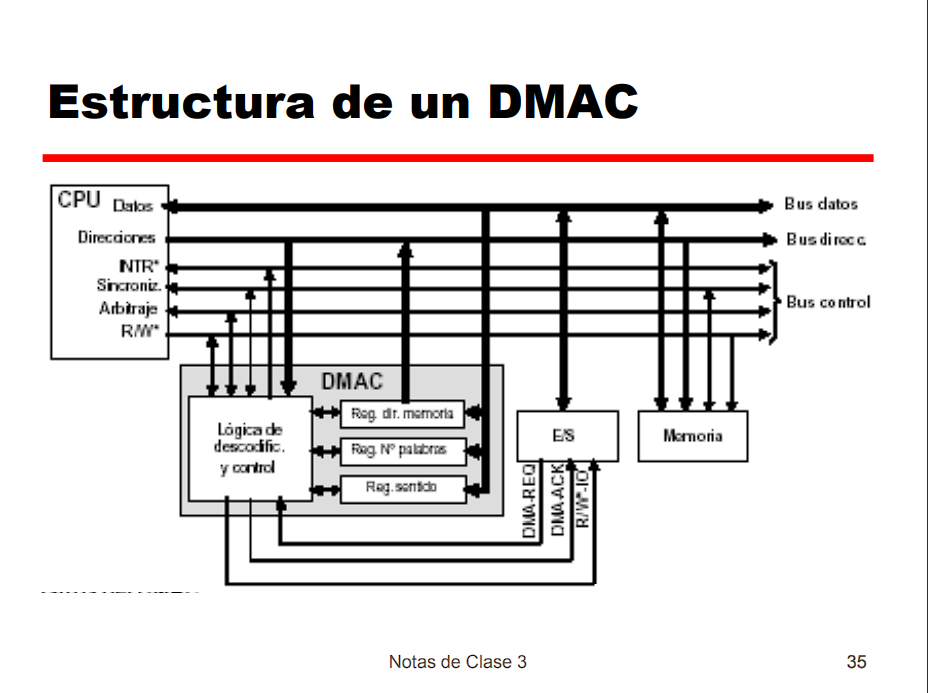 Estructura de un DMAC
CPU
Datos
Direcciones
INTR*
Sincroniz.
Arbitraje
R/W*
Bus datos
Bus direcc.
Bus control
DMAC
Lógica de
descodific.
y control
Reg. dir. memoria
Reg. Nº palabras
Reg. sentido
E/S
Memoria
DMA-REQ
DMA-ACK
R/W*-IO
Notas de Clase 3
35